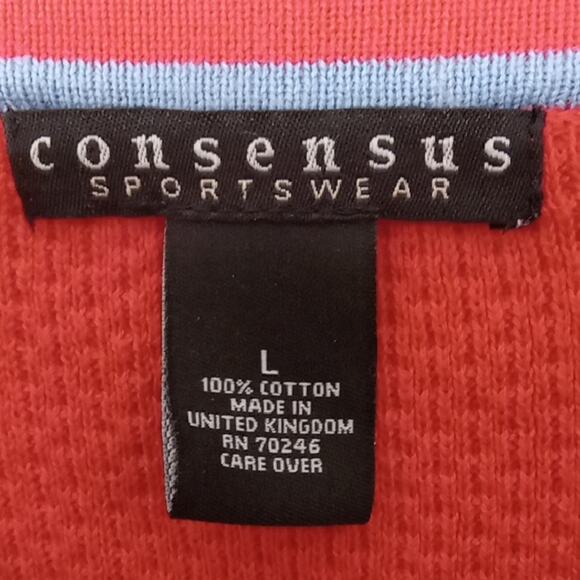 consensus
SPORTSWEAR
L
100% COTTON
MADE IN
UNITED KINGDOM
RN 70246
CARE OVER